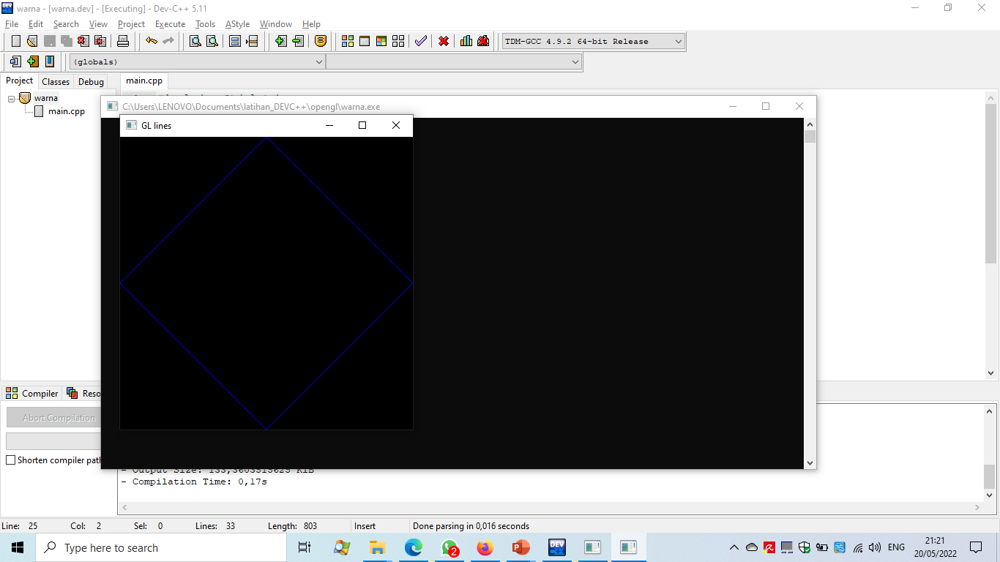 warna - [warna.dev] - [Executing] - Dev-C++ 5.11
File Edit Search View Project Execute Tools AStyle Window Help
TDM-GCC 4.9.2 64-bit Release
(globals)
Project Classes Debug
main.cpp
warna
main.cpp
C:\Users\LENOVO\Documents\latihan_DEVC++\opengl\warna.exe
GL lines
Compiler Reso
Abort Compilation
Shorten compiler path
- Output Size: 133,3603515625 KiB
- Compilation Time: 0,17s
Line: 25 Col: 2 Sel: 0 Lines: 33 Length: 803 Insert Done parsing in 0,016 seconds
Type here to search
DEV
2
ENG
21:21
20/05/2022